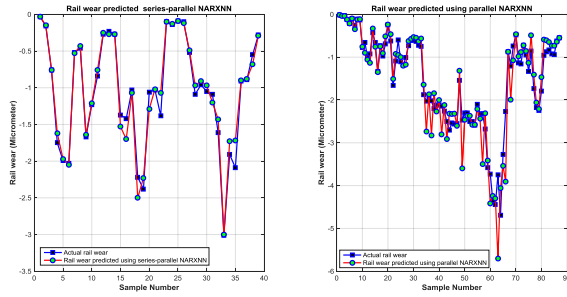 Rail wear predicted series-parallel NARXNN
0
-0.5
-1
-1.5
-2
-2.5
-3
-3.5
Rail wear (Micrometer)
Actual rail wear
Rail wear predicted using series-parallel NARXNN
0 5 10 15 20 25 30 35 40
Sample Number
Rail wear predicted using parallel NARXNN
0
-1
-2
-3
-4
-5
-6
Rail wear (Micrometer)
Actual rail wear
Rail wear predicted using parallel NARXNN
0 10 20 30 40 50 60 70 80 90
Sample Number